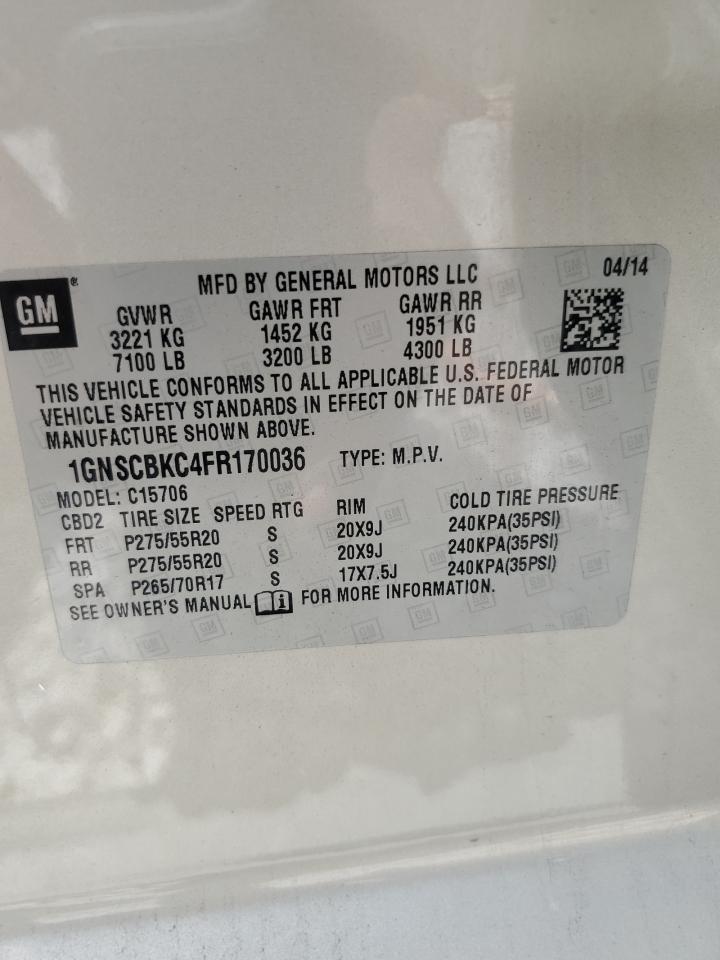 GM ®
MFD BY GENERAL MOTORS LLC 04/14
GVWR GAWR FRT GAWR RR
3221 KG 1452 KG 1951 KG
7100 LB 3200 LB 4300 LB
THIS VEHICLE CONFORMS TO ALL APPLICABLE U.S. FEDERAL MOTOR
VEHICLE SAFETY STANDARDS IN EFFECT ON THE DATE OF
MANUFACTURE SHOWN ABOVE.
1GNSCBKC4FR170036 TYPE: M.P.V.
MODEL: C15706
CBD2 TIRE SIZE SPEED RTG RIM COLD TIRE PRESSURE
FRT P275/55R20 S 20X9J 240KPA(35PSI)
RR P275/55R20 S 20X9J 240KPA(35PSI)
SPA P265/70R17 S 17X7.5J 240KPA(35PSI)
SEE OWNER'S MANUAL i FOR MORE INFORMATION.